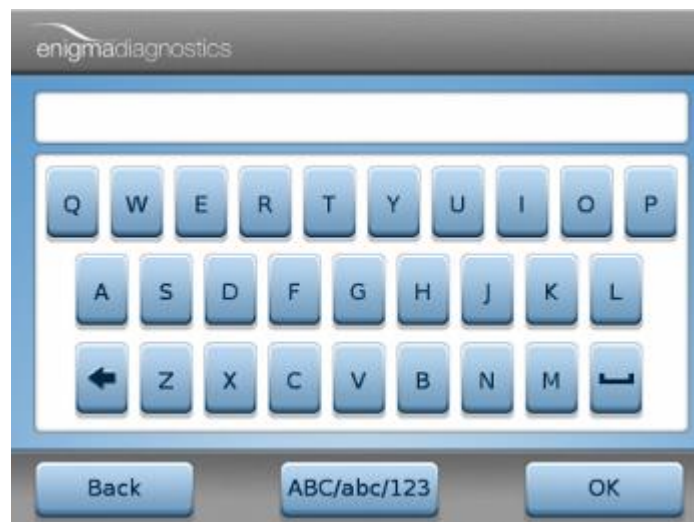 enigmadiagnostics
Q W E R T Y U I O P
A S D F G H J K L
Z X C V B N M
Back ABC/abc/123 OK